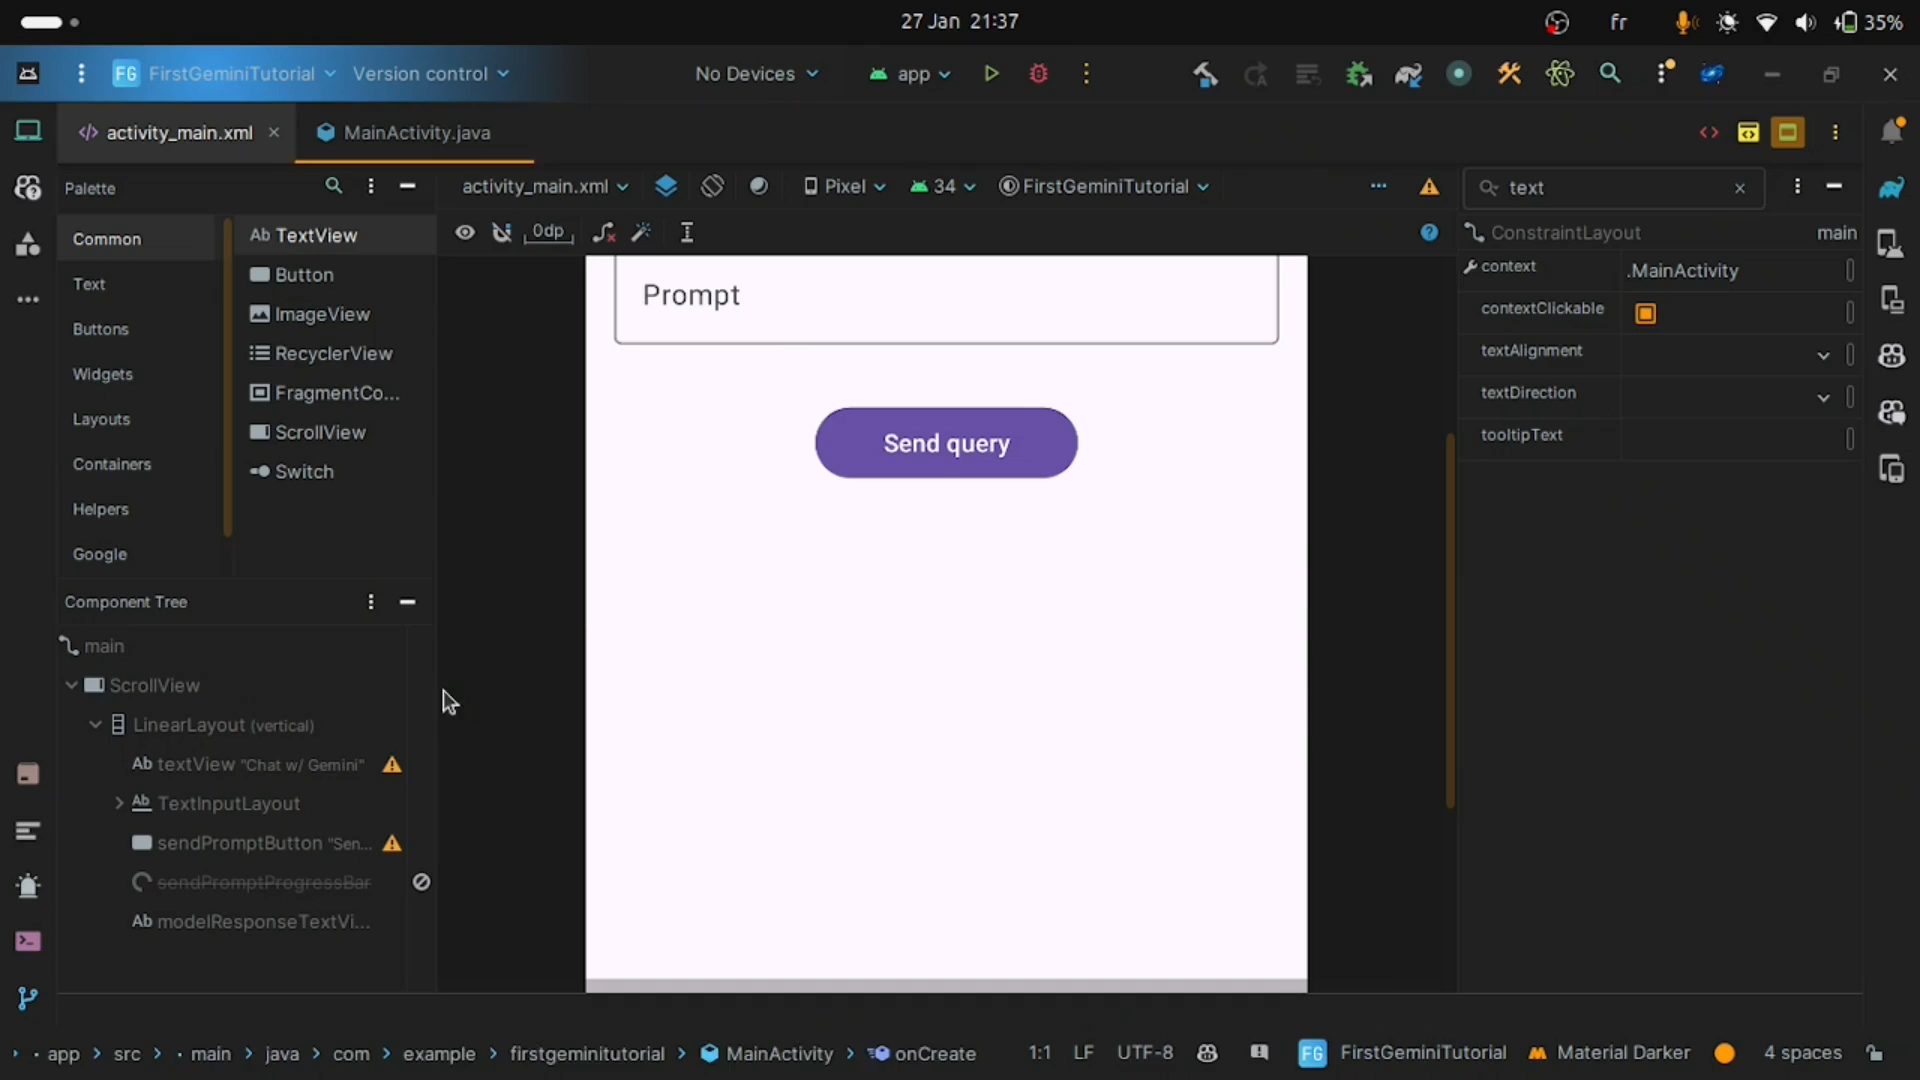 27 Jan 21:37
fr
35%
FG FirstGeminiTutorial
Version control
No Devices
app
activity_main.xml
MainActivity.java
Palette
activity_main.xml
Pixel
34
FirstGeminiTutorial
text
Common
Text
Buttons
Widgets
Layouts
Containers
Helpers
Google
Ab TextView
Button
ImageView
RecyclerView
FragmentCo...
ScrollView
Switch
0dp
Prompt
Send query
ConstraintLayout main
context .MainActivity
contextClickable
textAlignment
textDirection
tooltipText
Component Tree
main
ScrollView
LinearLayout (vertical)
Ab textView "Chat w/ Gemini"
Ab TextInputLayout
sendPromptButton "Sen...
sendPromptProgressBar
Ab modelResponseTextVi...
app > src > main > java > com > example > firstgeminitutorial > MainActivity > onCreate
1:1 LF UTF-8 FG FirstGeminiTutorial Material Darker 4 spaces